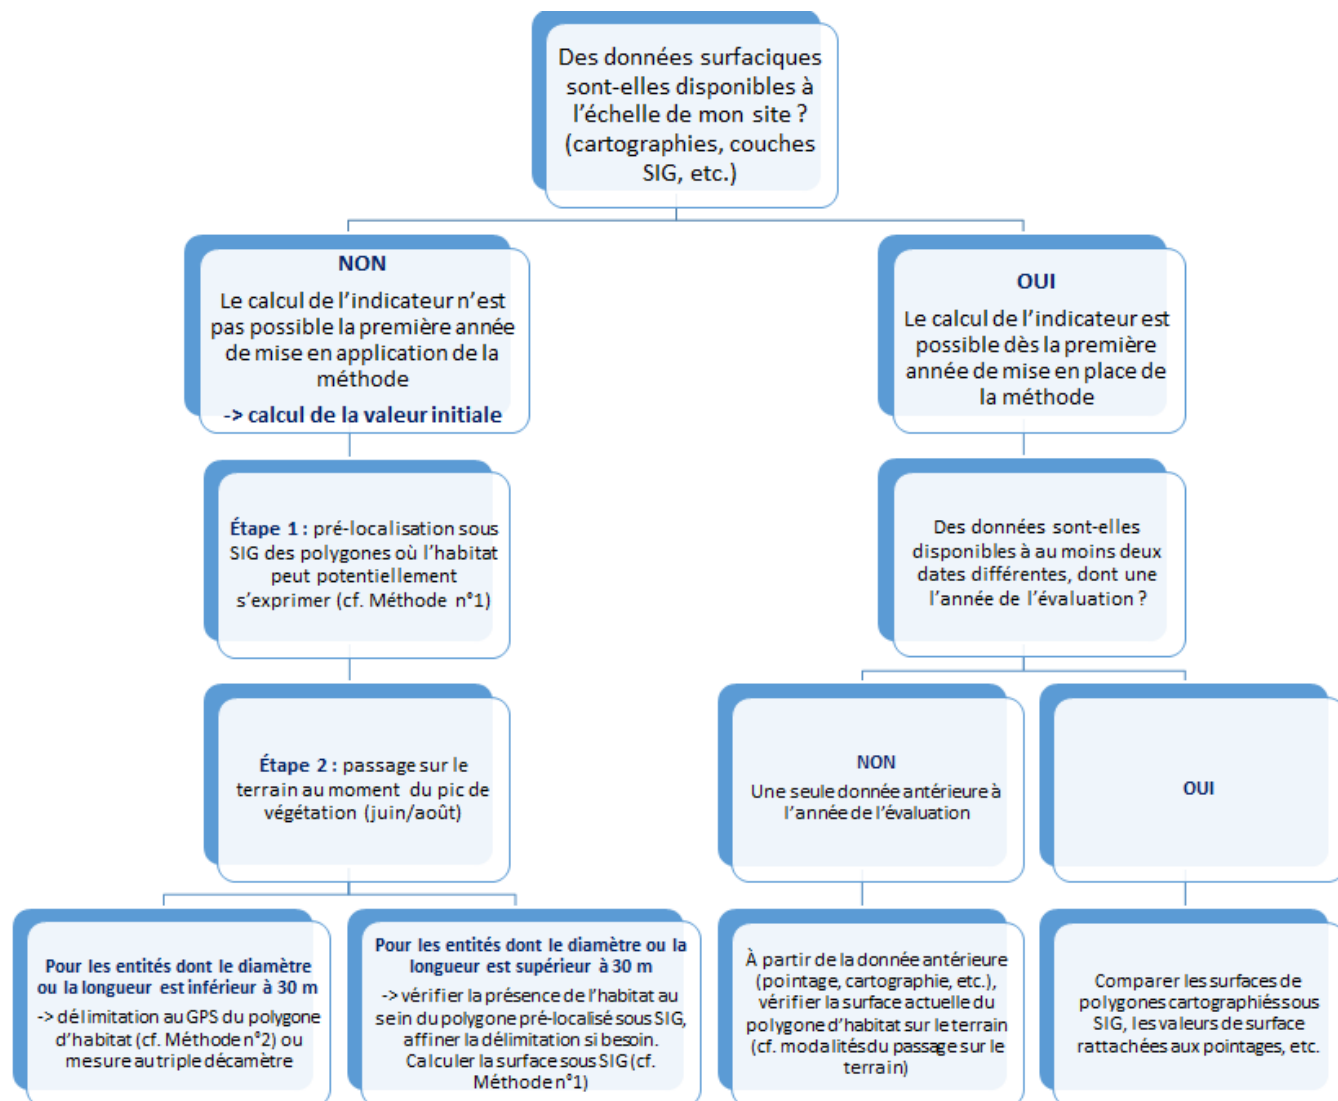 Des données surfaciques
sont-elles disponibles à
l’échelle de mon site ?
(cartographies, couches
SIG, etc.)
NON
Le calcul de l’indicateur n’est
pas possible la première année
de mise en application de la
méthode
-> calcul de la valeur initiale
OUI
Le calcul de l’indicateur est
possible dès la première
année de mise en place de
la méthode
Étape 1 : pré-localisation sous
SIG des polygones où l’habitat
peut potentiellement
s’exprimer (cf. Méthode n°1)
Des données sont-elles
disponibles à au moins deux
dates différentes, dont une
l’année de l’évaluation ?
Étape 2 : passage sur le
terrain au moment du pic de
végétation (juin/août)
NON
Une seule donnée antérieure à
l’année de l’évaluation
OUI
Pour les entités dont le diamètre
ou la longueur est inférieur à 30 m
-> délimitation au GPS du polygone
d’habitat (cf. Méthode n°2) ou
mesure au triple décamètre
Pour les entités dont le diamètre ou la
longueur est supérieur à 30 m
-> vérifier la présence de l’habitat au
sein du polygone pré-localisé sous SIG,
affiner la délimitation si besoin.
Calculer la surface sous SIG (cf.
Méthode n°1)
À partir de la donnée antérieure
(pointage, cartographie, etc.),
vérifier la surface actuelle du
polygone d’habitat sur le terrain
(cf. modalités du passage sur le
terrain)
Comparer les surfaces de
polygones cartographiés sous
SIG, les valeurs de surface
rattachées aux pointages, etc.